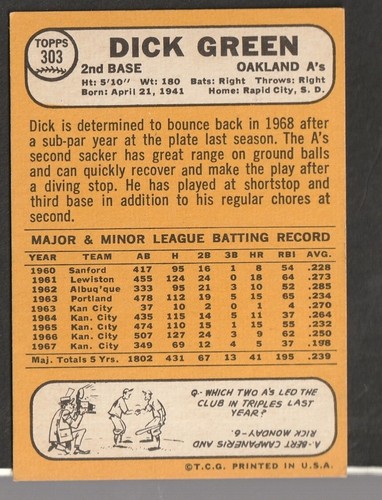 TOPPS
303
DICK GREEN
2nd BASE OAKLAND A's
Ht: 5'10" Wt: 180 Bats: Right Throws: Right
Born: April 21, 1941 Home: Rapid City, S. D.
Dick is determined to bounce back in 1968 after
a sub-par year at the plate last season. The A's
second sacker has great range on ground balls
and can quickly recover and make the play after
a diving stop. He has played at shortstop and
third base in addition to his regular chores at
second.
MAJOR & MINOR LEAGUE BATTING RECORD
YEAR TEAM AB H 2B 3B HR RBI AVG.
1960 Sanford 417 95 16 1 8 54 .228
1961 Lewiston 455 124 24 0 18 64 .273
1962 Albuq'que 333 95 21 3 10 52 .285
1963 Portland 478 112 19 5 15 65 .234
1963 Kan. City 37 10 2 0 1 4 .270
1964 Kan. City 435 115 14 5 11 37 .264
1965 Kan. City 474 110 15 1 15 55 .232
1966 Kan. City 507 127 24 3 9 62 .250
1967 Kan. City 349 69 12 4 5 37 .198
Maj. Totals 5 Yrs. 1802 431 67 13 41 195 .239
Q-WHICH TWO A'S LED THE
CLUB IN TRIPLES LAST
YEAR?
A-BERT CAMPANERIS AND
RICK MONDAY-6.
©T.C.G. PRINTED IN U.S.A.